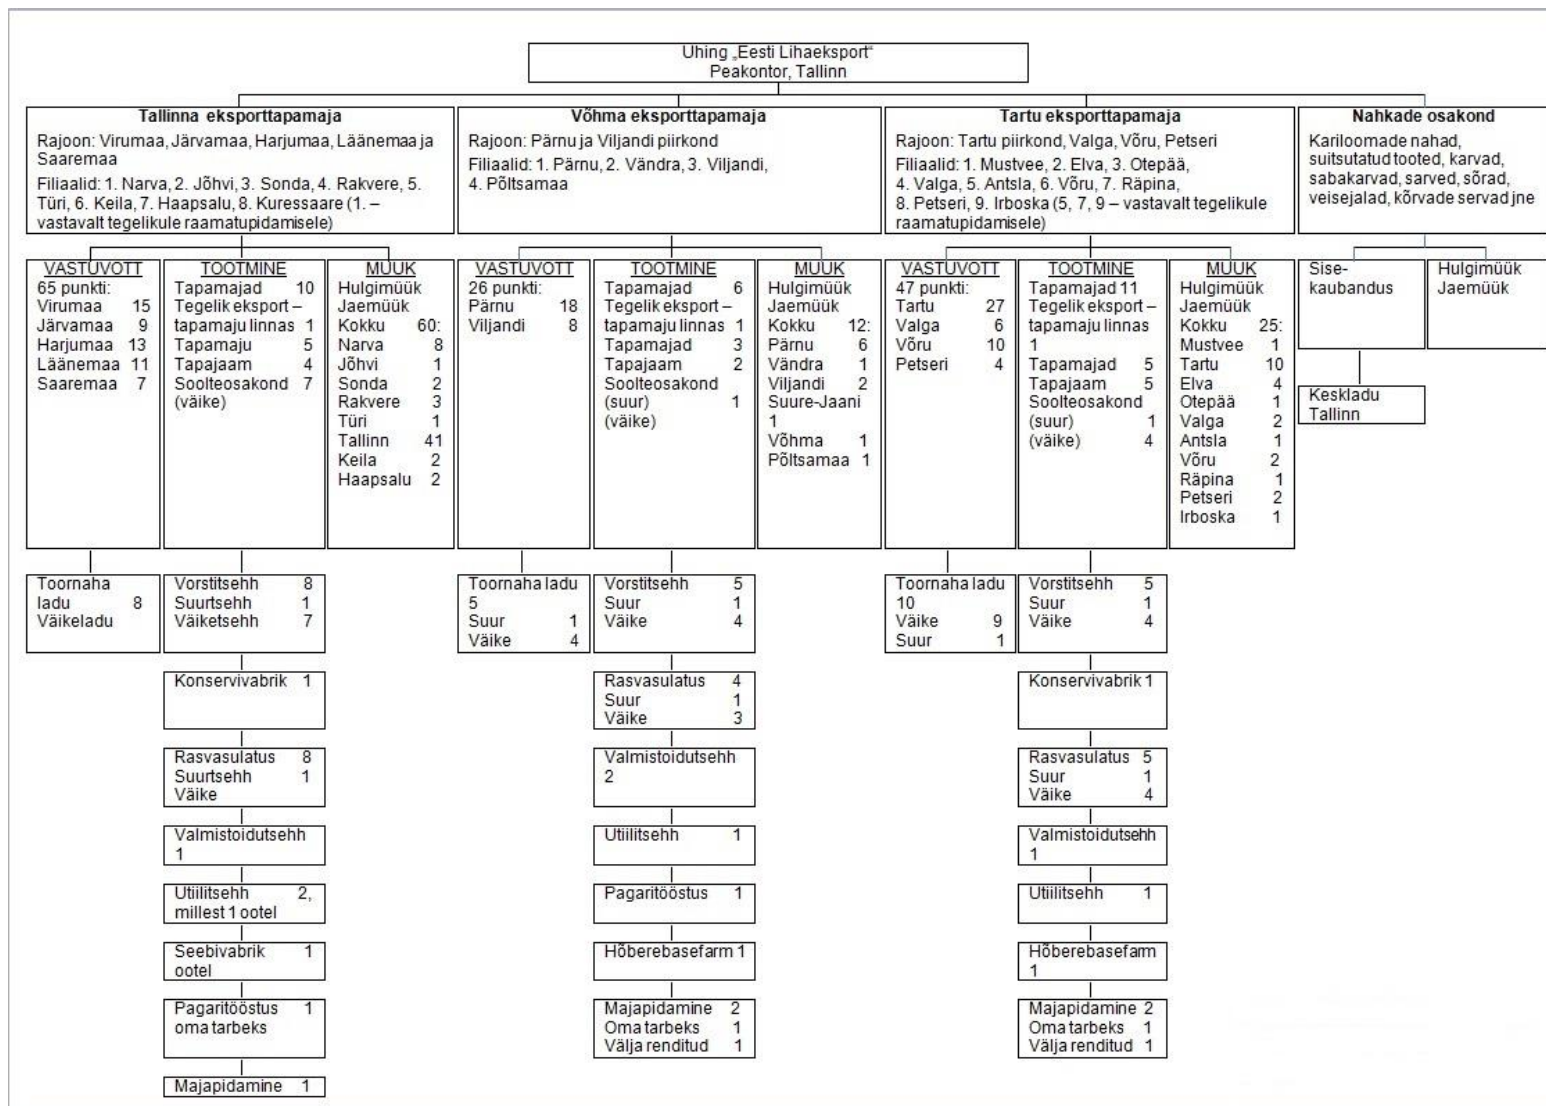 Uhing „Eesti Lihaeksport“
Peakontor, Tallinn
Tallinna eksporttapamaja
Rajoon: Virumaa, Järvamaa, Harjumaa, Läänemaa ja
Saaremaa
Filiaalid: 1. Narva, 2. Jõhvi, 3. Sonda, 4. Rakvere, 5.
Türi, 6. Keila, 7. Haapsalu, 8. Kuressaare (1. –
vastavalt tegelikule raamatupidamisele)
Võhma eksporttapamaja
Rajoon: Pärnu ja Viljandi piirkond
Filiaalid: 1. Pärnu, 2. Vändra, 3. Viljandi,
4. Põltsamaa
Tartu eksporttapamaja
Rajoon: Tartu piirkond, Valga, Võru, Petseri
Filiaalid: 1. Mustvee, 2. Elva, 3. Otepää,
4. Valga, 5. Antsla, 6. Võru, 7. Räpina,
8. Petseri, 9. Irboska (5, 7, 9 – vastavalt tegelikule
raamatupidamisele)
Nahkade osakond
Kariloomade nahad,
suitsutatud tooted, karvad,
sabakarvad, sarved, sõrad,
veisejalad, kõrvade servad jne
VASTUVOTT
65 punkti:
Virumaa 15
Järvamaa 9
Harjumaa 13
Läänemaa 11
Saaremaa 7
TOOTMINE
Tapamajad 10
Tegelik eksport –
tapamaju linnas 1
Tapamaju 5
Tapajaam 4
Soolteosakond 7
(väike)
MUUK
Hulgimüük
Jaemüük
Kokku 60:
Narva 8
Jõhvi 1
Sonda 2
Rakvere 3
Türi 1
Tallinn 41
Keila 2
Haapsalu 2
VASTUVOTT
26 punkti:
Pärnu 18
Viljandi 8
TOOTMINE
Tapamajad 6
Tegelik eksport –
tapamaju linnas 1
Tapamajad 3
Tapajaam 2
Soolteosakond
(suur) 1
(väike)
MUUK
Hulgimüük
Jaemüük
Kokku 12:
Pärnu 6
Vändra 1
Viljandi 2
Suure-Jaani
1
Võhma 1
Põltsamaa 1
VASTUVOTT
47 punkti:
Tartu 27
Valga 6
Võru 10
Petseri 4
TOOTMINE
Tapamajad 11
Tegelik eksport –
tapamaju linnas
1
Tapamajad 5
Tapajaam 5
Soolteosakond
(suur) 1
(väike) 4
MUUK
Hulgimüük
Jaemüük
Kokku 25:
Mustvee 1
Tartu 10
Elva 4
Otepää 1
Valga 2
Antsla 1
Võru 2
Räpina 1
Petseri 2
Irboska 1
Sise-
kaubandus
Hulgimüük
Jaemüük
Keskladu
Tallinn
Toornaha
ladu 8
Väikeladu
Vorstitsehh 8
Suurtsehh 1
Väiketsehh 7
Toornaha ladu
5
Suur 1
Väike 4
Vorstitsehh 5
Suur 1
Väike 4
Toornaha ladu
10
Väike 9
Suur 1
Vorstitsehh 5
Suur 1
Väike 4
Konservivabrik 1
Rasvasulatus 8
Suurtsehh 1
Väike
Valmistoidutsehh
1
Utiilitsehh 2,
millest 1 ootel
Seebivabrik 1
ootel
Pagaritööstus 1
oma tarbeks
Majapidamine 1
Rasvasulatus 4
Suur 1
Väike 3
Valmistoidutsehh
2
Utiilitsehh 1
Pagaritööstus 1
Hõberebasefarm 1
Majapidamine 2
Oma tarbeks 1
Välja renditud 1
Konservivabrik 1
Rasvasulatus 5
Suur 1
Väike 4
Valmistoidutsehh
1
Utiilitsehh 1
Hõberebasefarm
1
Majapidamine 2
Oma tarbeks 1
Välja renditud 1